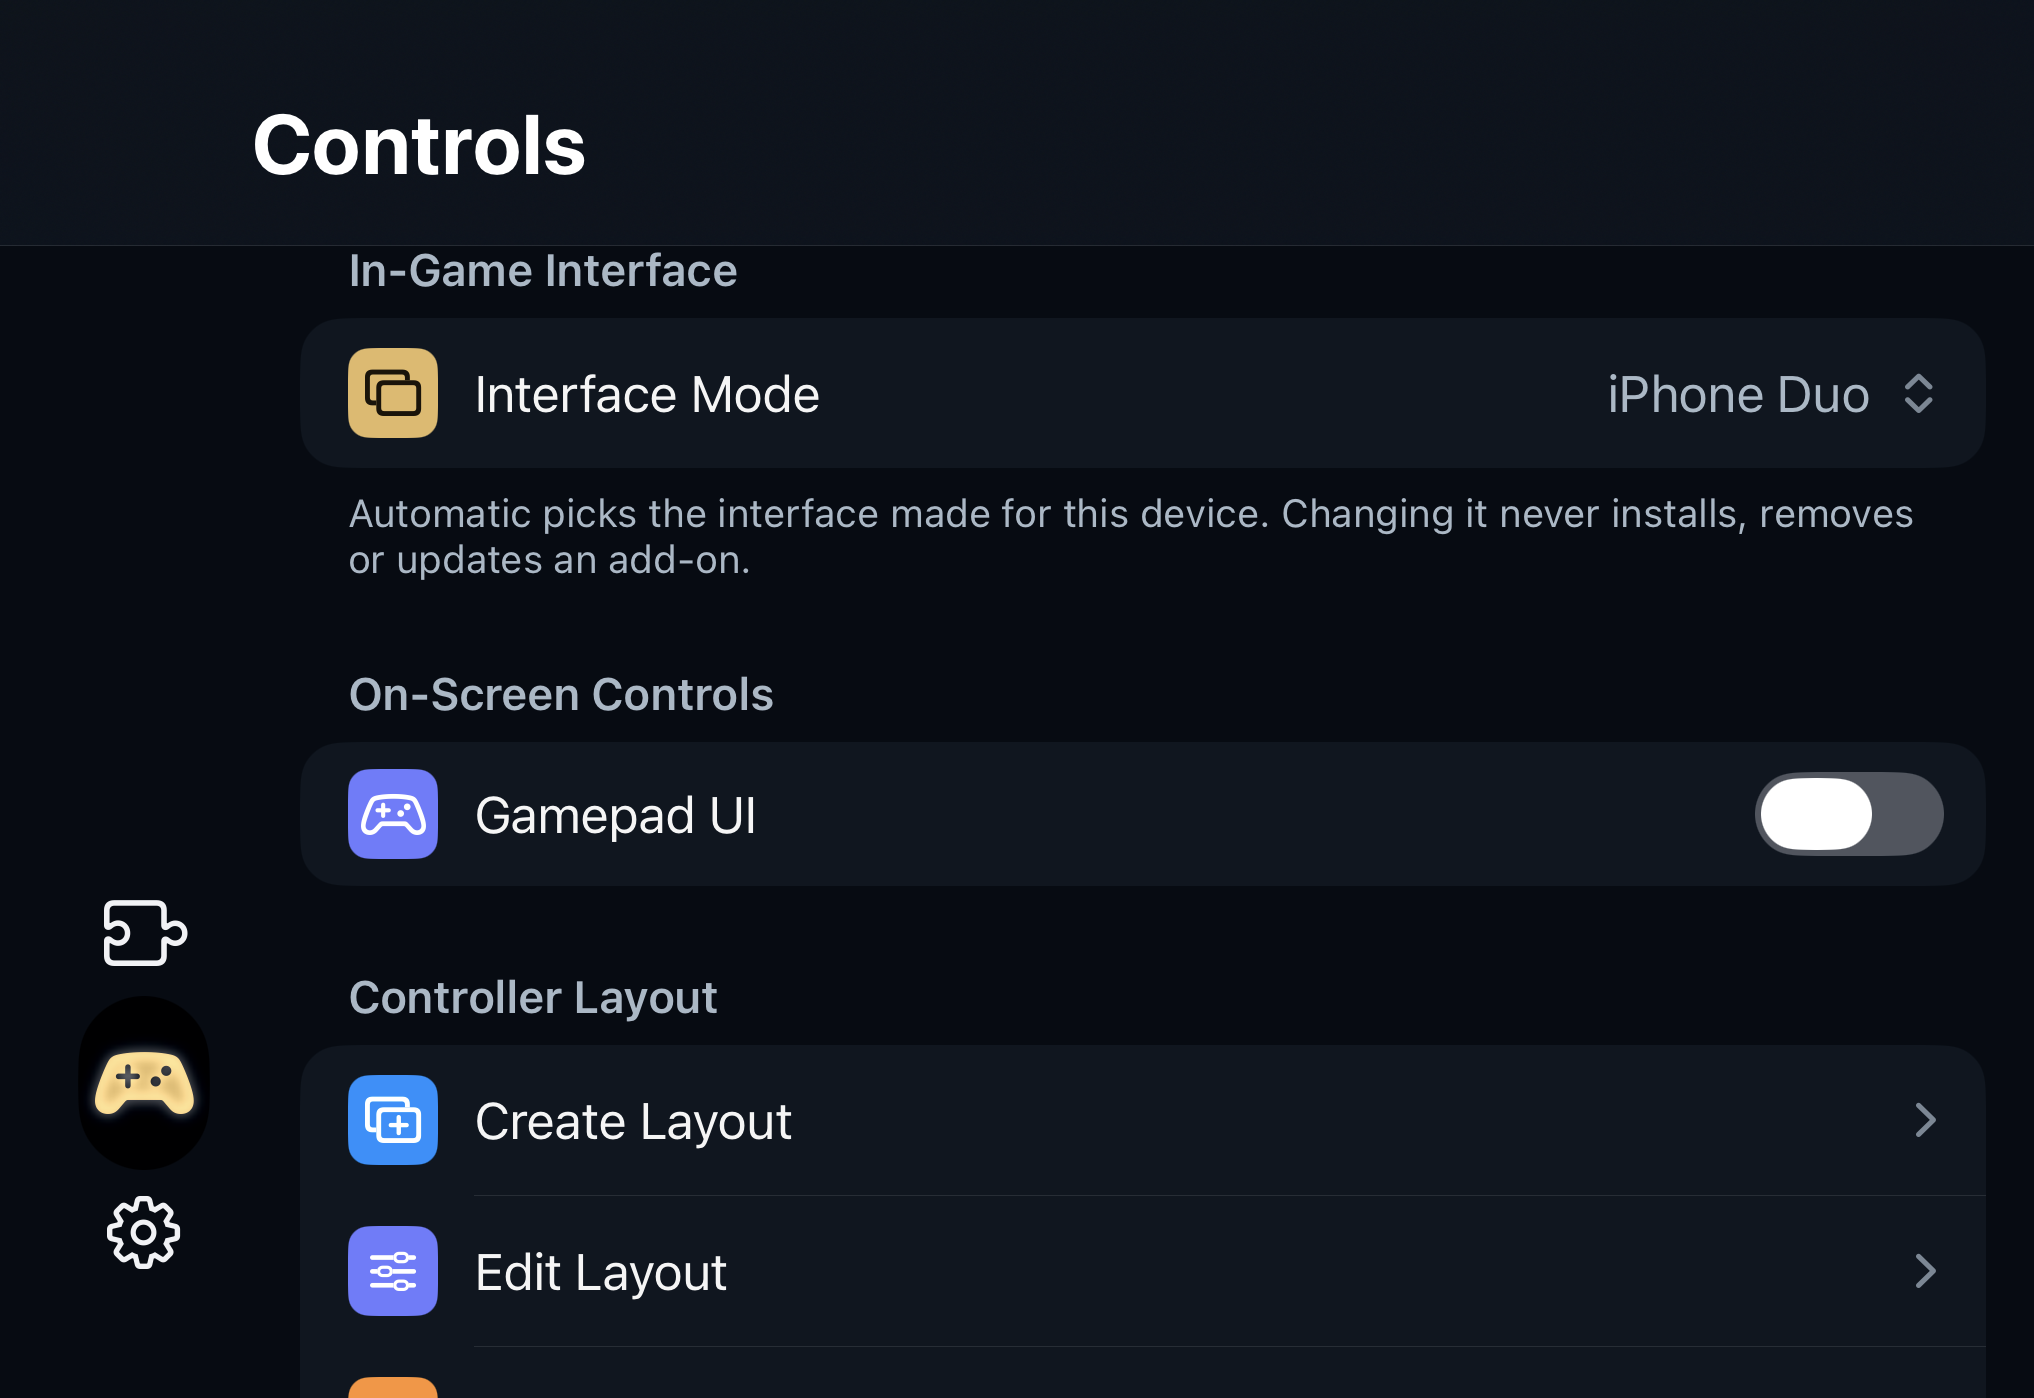 Controls
In-Game Interface
Interface Mode
iPhone Duo
Automatic picks the interface made for this device. Changing it never installs, removes
or updates an add-on.
On-Screen Controls
Gamepad UI
Controller Layout
Create Layout
Edit Layout